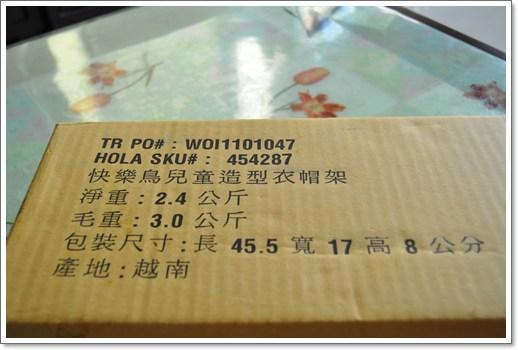 TR PO# : WOI1101047
HOLA SKU# : 454287
快樂鳥兒童造型衣帽架
淨重 : 2.4 公斤
毛重 : 3.0 公斤
包裝尺寸 : 長 45.5 寬 17 高 8 公分
產地 : 越南